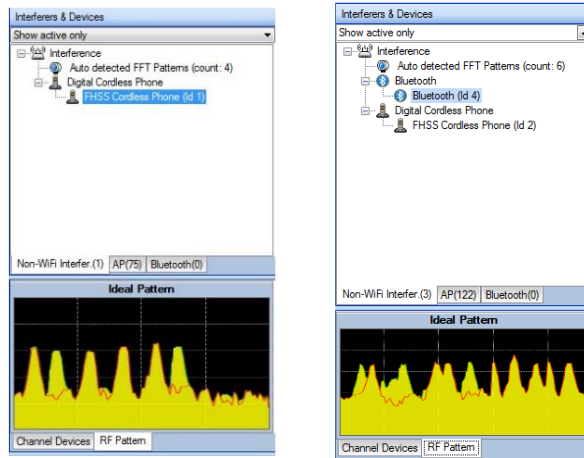 Interferers & Devices
Show active only
Interference
Auto detected FFT Patterns (count: 4)
Digital Cordless Phone
FHSS Cordless Phone (Id 1)
Non-WiFi Interfer.(1) AP(75) Bluetooth(0)
Ideal Pattern
Channel Devices RF Pattern
Interferers & Devices
Show active only
Interference
Auto detected FFT Patterns (count: 6)
Bluetooth
Bluetooth (Id 4)
Digital Cordless Phone
FHSS Cordless Phone (Id 2)
Non-WiFi Interfer.(3) AP(122) Bluetooth(0)
Ideal Pattern
Channel Devices RF Pattern